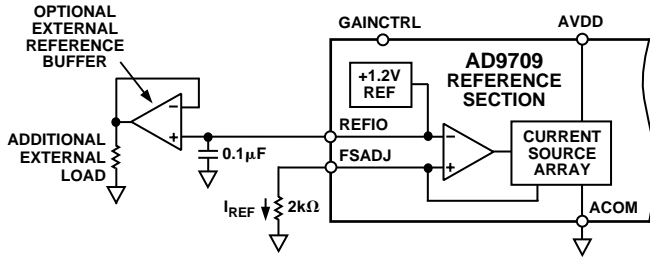 OPTIONAL
EXTERNAL
REFERENCE
BUFFER
ADDITIONAL
EXTERNAL
LOAD
0.1µF
IREF
2kΩ
GAINCTRL
AVDD
+1.2V
REF
AD9709
REFERENCE
SECTION
REFIO
FSADJ
CURRENT
SOURCE
ARRAY
ACOM